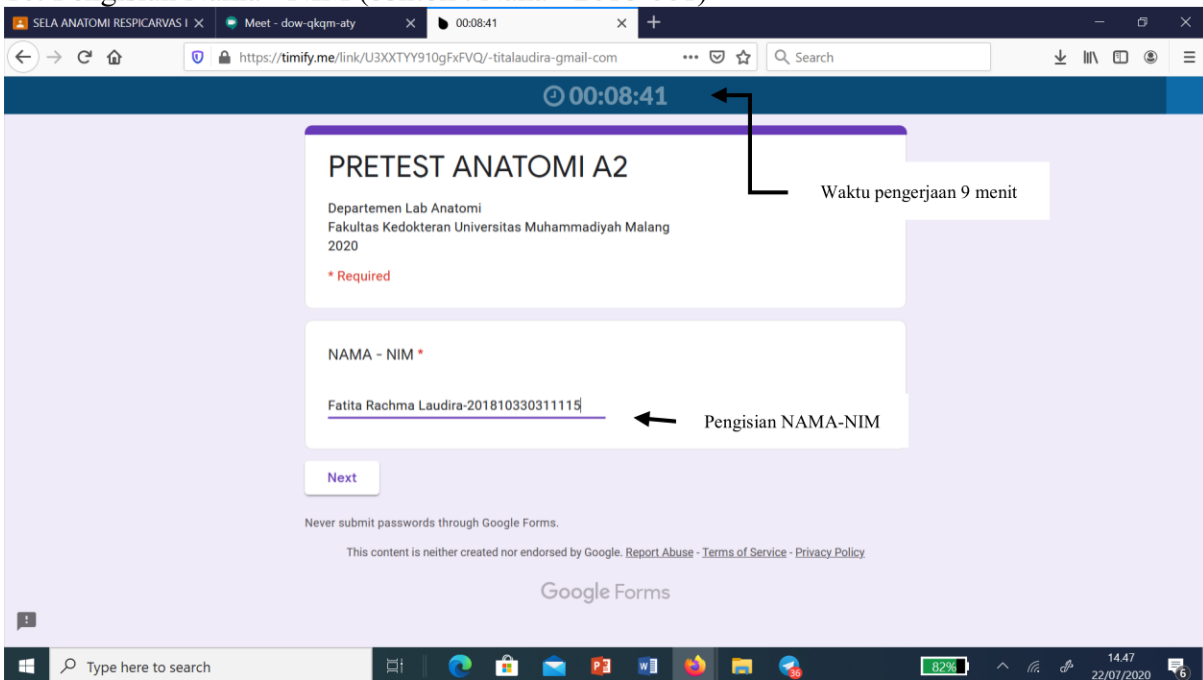 SELA ANATOMI RESPICARVAS I
Meet - dow-qkqm-aty
00:08:41
https://timify.me/link/U3XXTYY910gFxFVQ/-titalaudira-gmail-com
Search
00:08:41
PRETEST ANATOMI A2
Waktu pengerjaan 9 menit
Departemen Lab Anatomi
Fakultas Kedokteran Universitas Muhammadiyah Malang
2020
* Required
NAMA - NIM *
Fatita Rachma Laudira-201810330311115
Pengisian NAMA-NIM
Next
Never submit passwords through Google Forms.
This content is neither created nor endorsed by Google. Report Abuse - Terms of Service - Privacy Policy
Google Forms
Type here to search
36
82%
14.47
22/07/2020
6